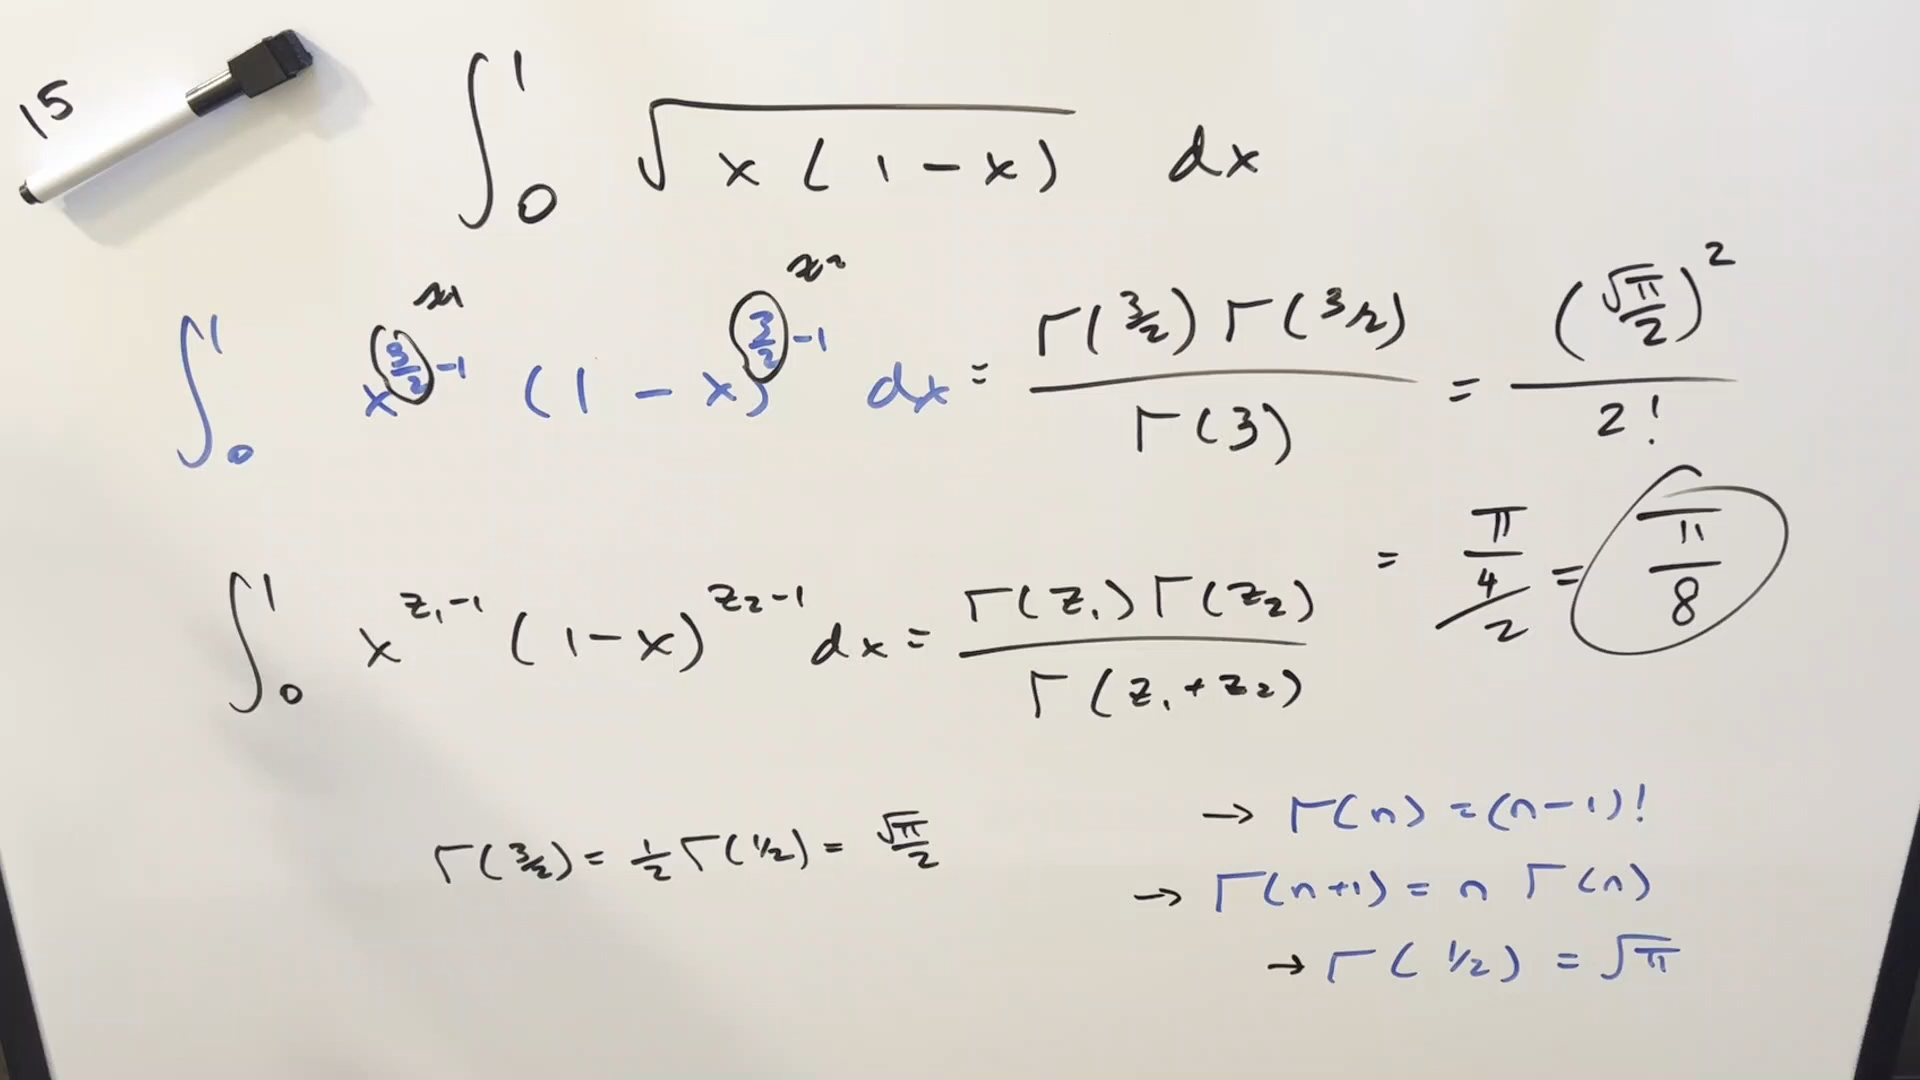 15
∫₀¹ √(x(1-x)) dx
z₁ z₂
∫₀¹ x^(3/2 -1) (1-x)^(3/2 -1) dx = Γ(3/2) Γ(3/2) / Γ(3) = (√π/2)² / 2!
= (π/4)/2 = π/8
∫₀¹ x^(z₁-1) (1-x)^(z₂-1) dx = Γ(z₁) Γ(z₂) / Γ(z₁+z₂)
Γ(3/2) = 1/2 Γ(1/2) = √π/2
→ Γ(n) = (n-1)!
→ Γ(n+1) = n Γ(n)
→ Γ(1/2) = √π